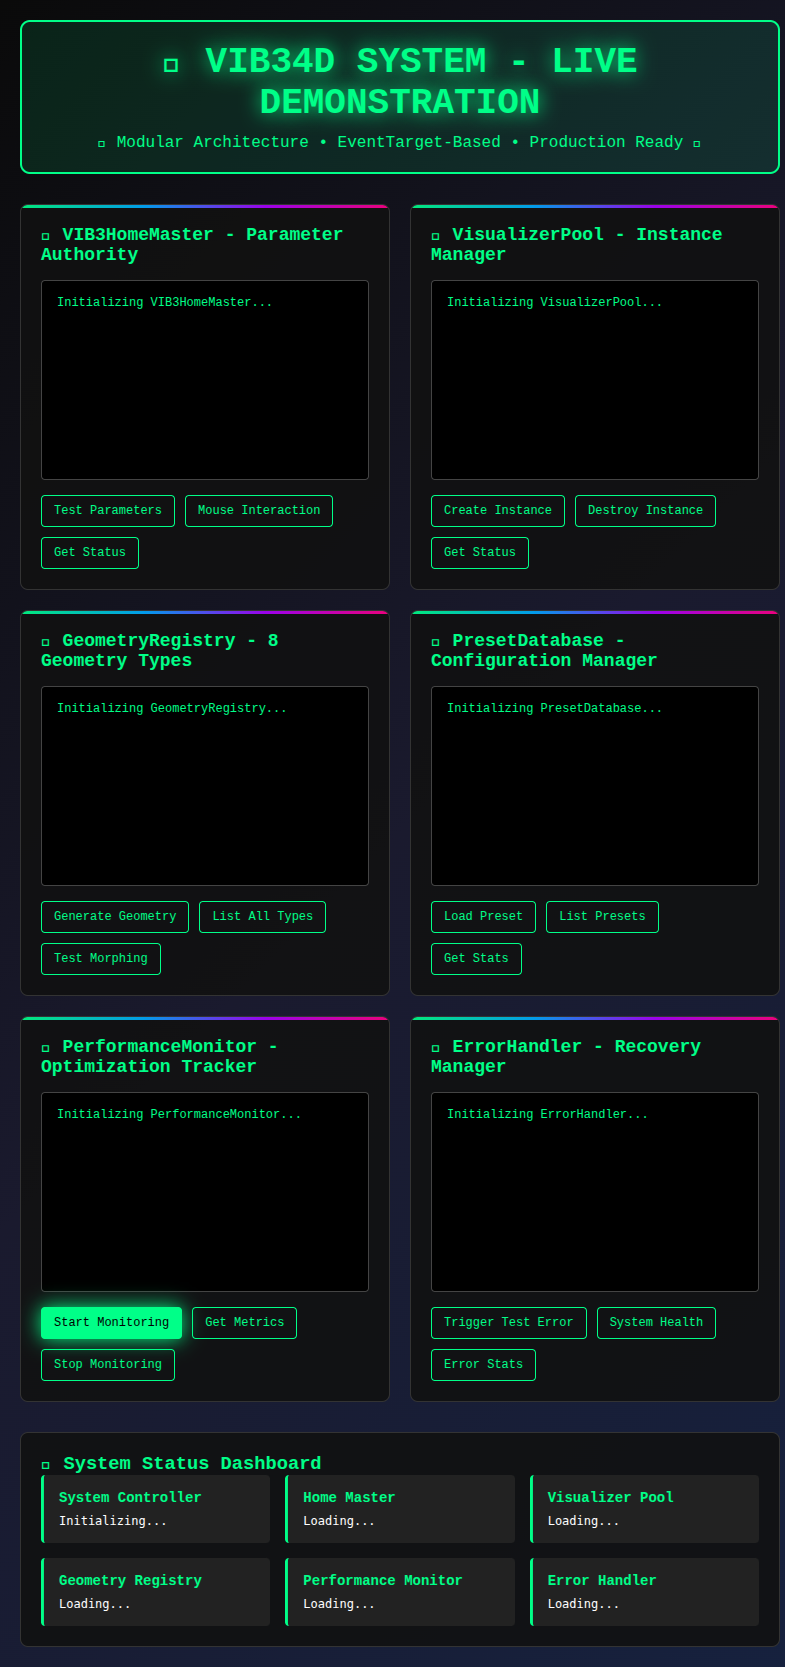 VIB34D SYSTEM - LIVE
DEMONSTRATION
Modular Architecture • EventTarget-Based • Production Ready
VIB3HomeMaster - Parameter
Authority
Initializing VIB3HomeMaster...
Test Parameters
Mouse Interaction
Get Status
VisualizerPool - Instance
Manager
Initializing VisualizerPool...
Create Instance
Destroy Instance
Get Status
GeometryRegistry - 8
Geometry Types
Initializing GeometryRegistry...
Generate Geometry
List All Types
Test Morphing
PresetDatabase -
Configuration Manager
Initializing PresetDatabase...
Load Preset
List Presets
Get Stats
PerformanceMonitor -
Optimization Tracker
Initializing PerformanceMonitor...
Start Monitoring
Get Metrics
Stop Monitoring
ErrorHandler - Recovery
Manager
Initializing ErrorHandler...
Trigger Test Error
System Health
Error Stats
System Status Dashboard
System Controller
Initializing...
Home Master
Loading...
Visualizer Pool
Loading...
Geometry Registry
Loading...
Performance Monitor
Loading...
Error Handler
Loading...